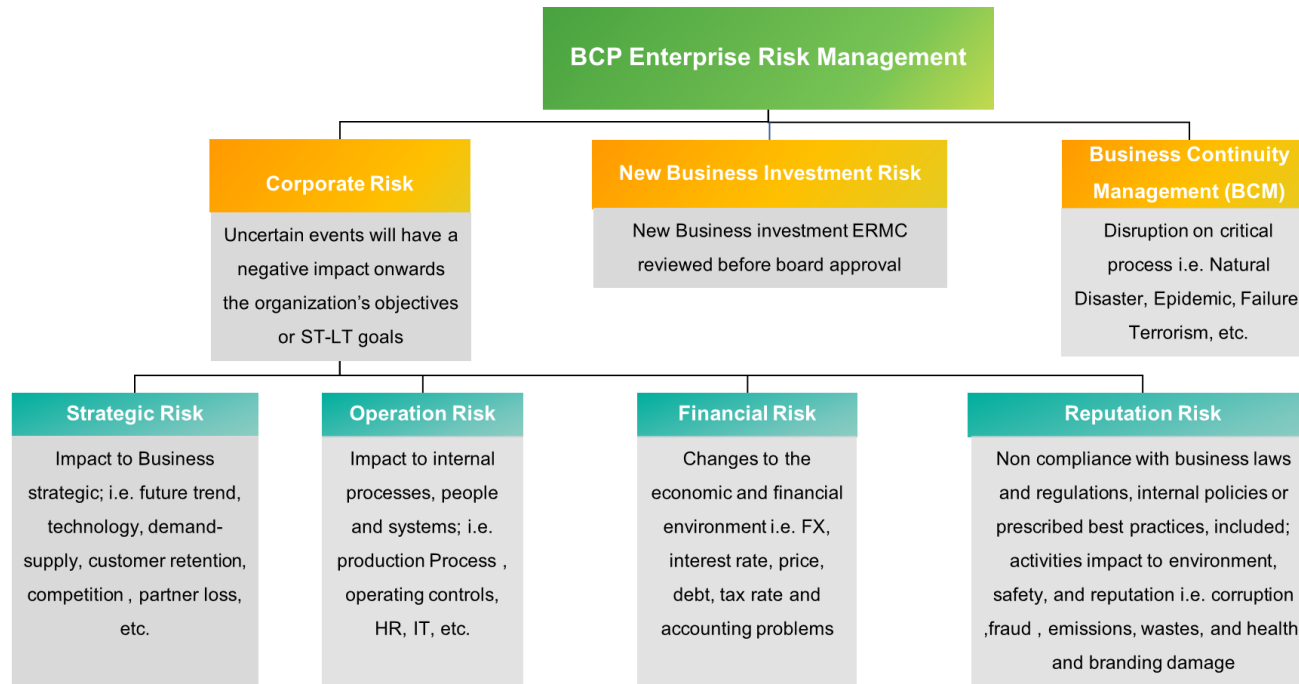 BCP Enterprise Risk Management
Corporate Risk
Uncertain events will have a
negative impact onwards
the organization's objectives
or ST-LT goals
New Business Investment Risk
New Business investment ERMC
reviewed before board approval
Business Continuity
Management (BCM)
Disruption on critical
process i.e. Natural
Disaster, Epidemic, Failure
Terrorism, etc.
Strategic Risk
Impact to Business
strategic; i.e. future trend,
technology, demand-
supply, customer retention,
competition , partner loss,
etc.
Operation Risk
Impact to internal
processes, people
and systems; i.e.
production Process ,
operating controls,
HR, IT, etc.
Financial Risk
Changes to the
economic and financial
environment i.e. FX,
interest rate, price,
debt, tax rate and
accounting problems
Reputation Risk
Non compliance with business laws
and regulations, internal policies or
prescribed best practices, included;
activities impact to environment,
safety, and reputation i.e. corruption
,fraud , emissions, wastes, and health
and branding damage